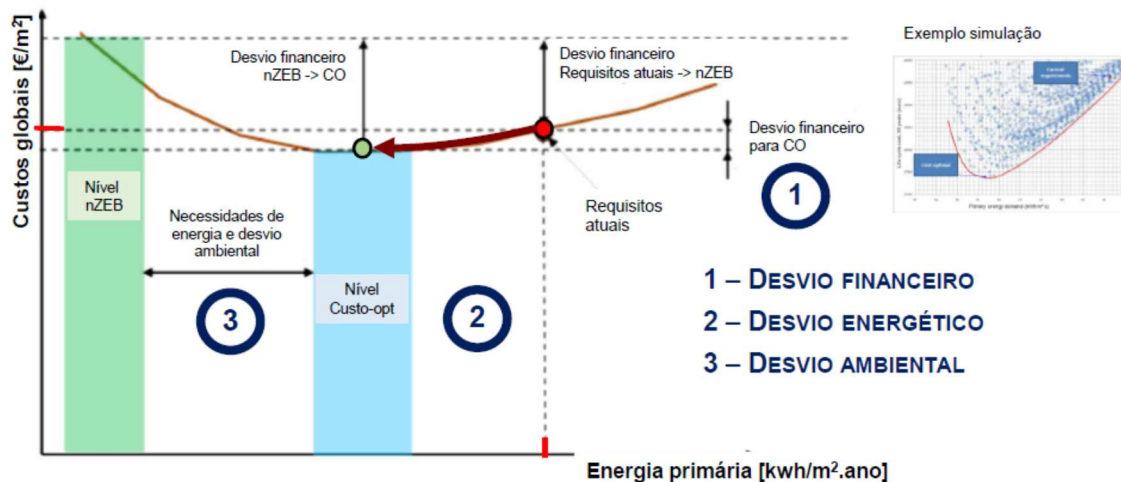 Custos globais [€/m²]
Desvio financeiro
nZEB -> CO
Desvio financeiro
Requisitos atuais -> nZEB
Desvio financeiro
para CO
Exemplo simulação
Nível
nZEB
Necessidades de
energia e desvio
ambiental
Nível
Custo-opt
Requisitos
atuais
1
2
3
1 – DESVIO FINANCEIRO
2 – DESVIO ENERGÉTICO
3 – DESVIO AMBIENTAL
Energia primária [kwh/m².ano]